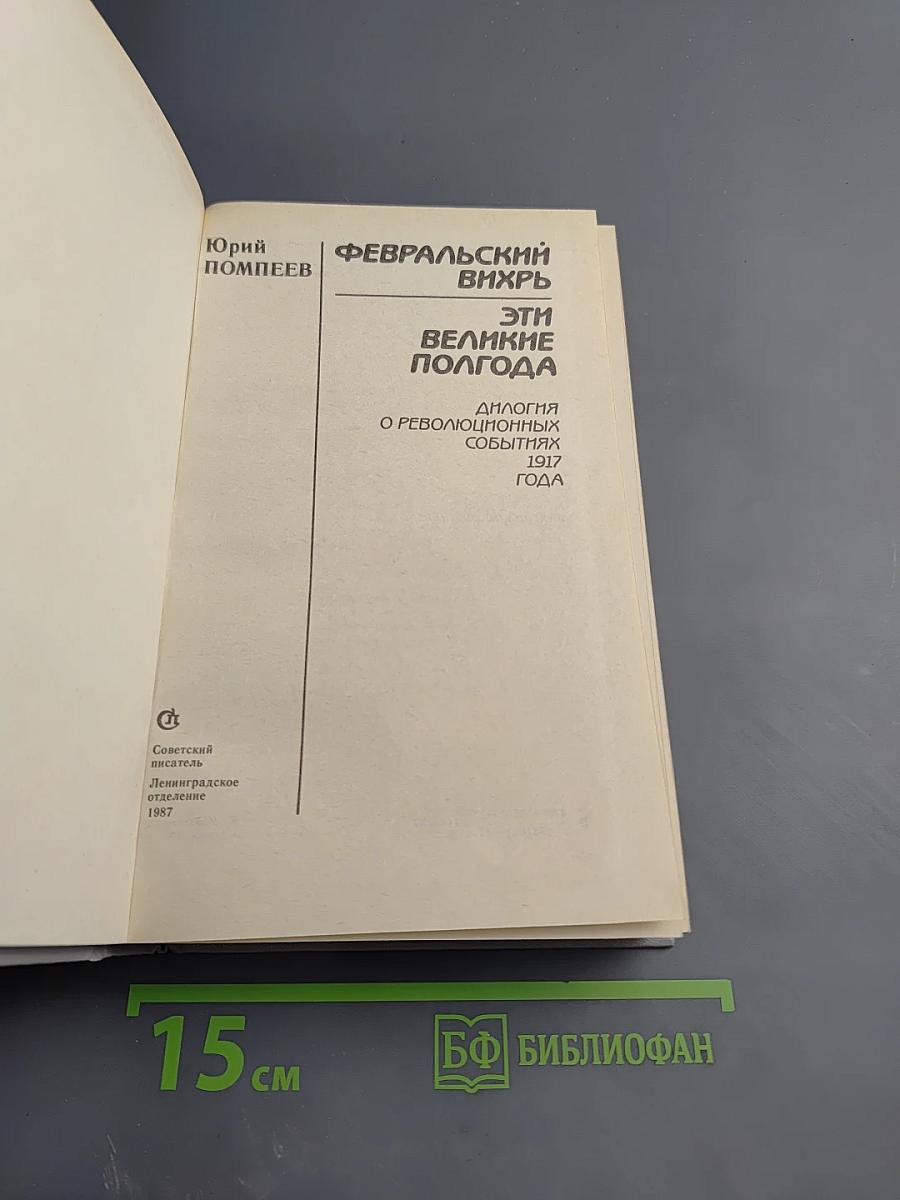 Юрий
ПОМПЕЕВ
ФЕВРАЛЬСКИЙ
ВИХРЬ
ЭТИ
ВЕЛИКИЕ
ПОЛГОДА
ДИЛОГИЯ
О РЕВОЛЮЦИОННЫХ
СОБЫТИЯХ
1917
ГОДА
СП
Советский
писатель
Ленинградское
отделение
1987
15 см
БФ БИБЛИОФАН